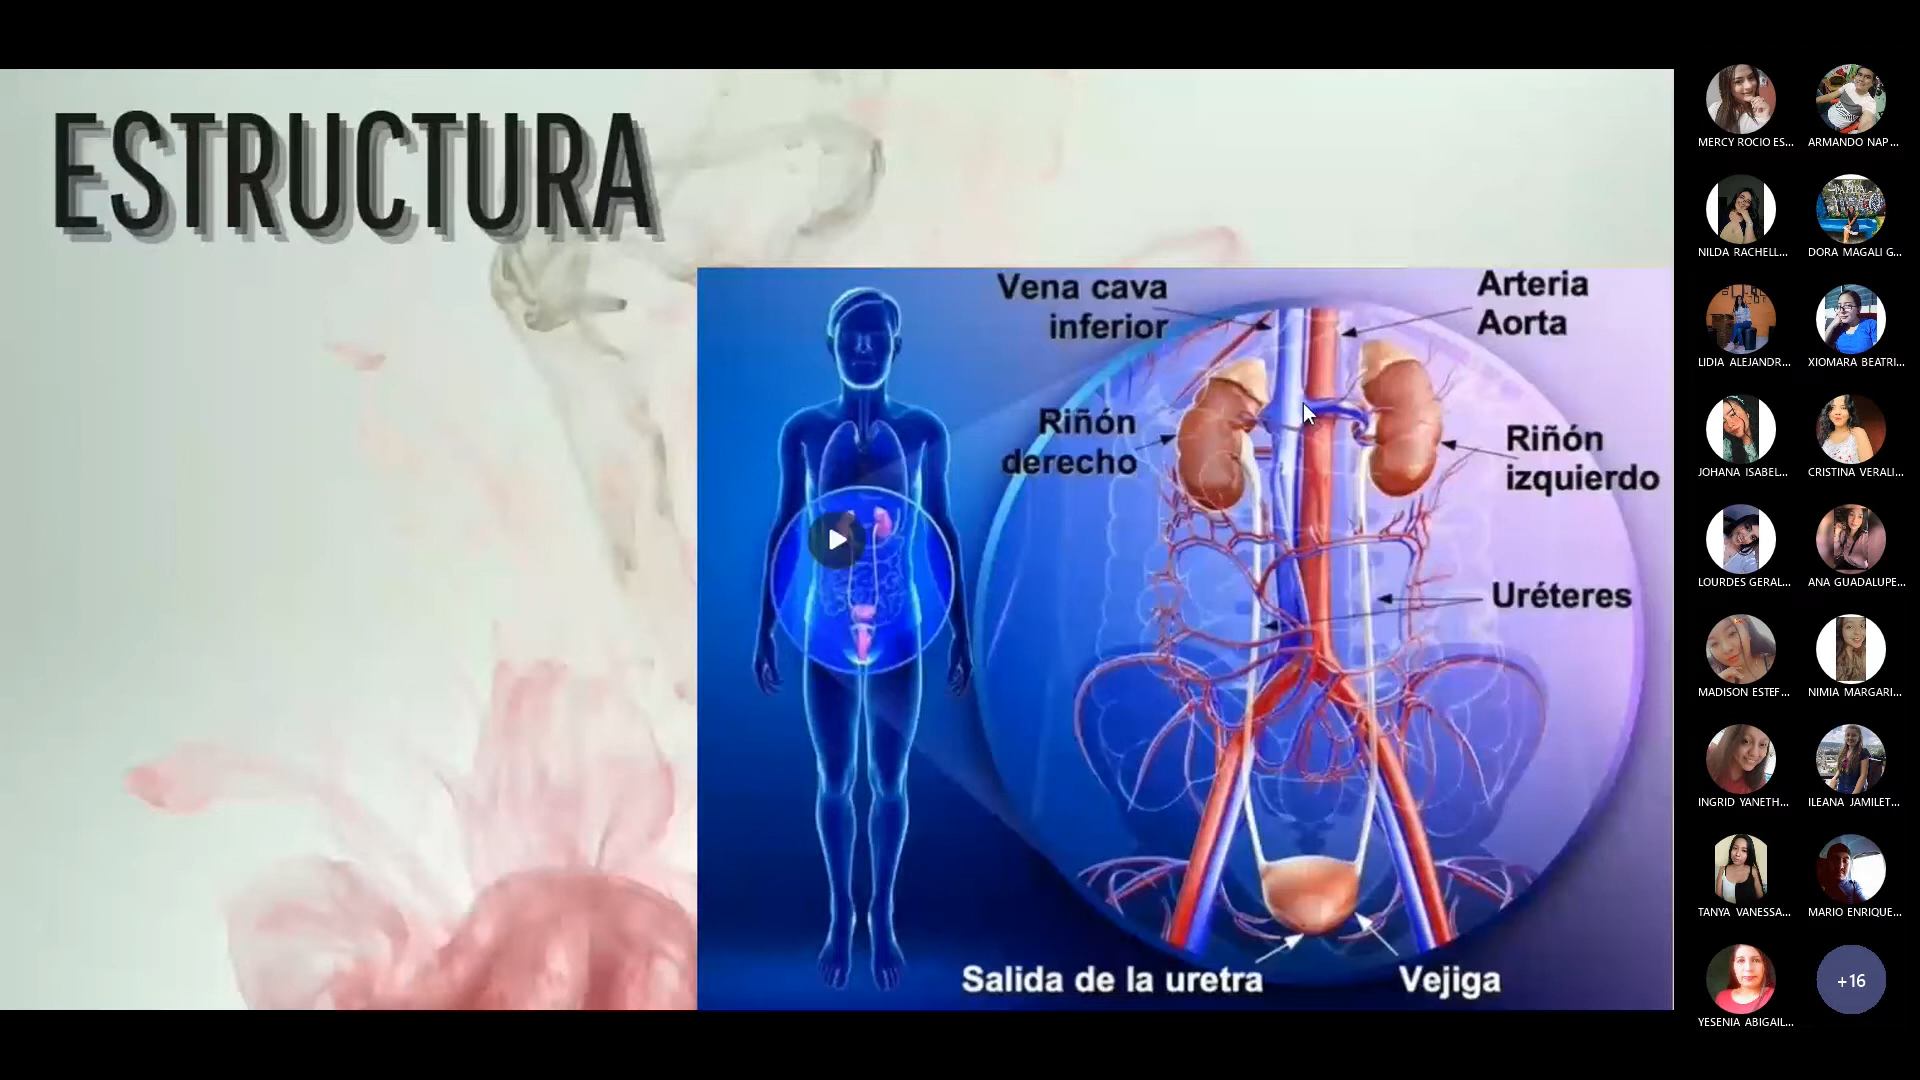 ESTRUCTURA
Vena cava
inferior
Arteria
Aorta
Riñón
derecho
Riñón
izquierdo
Uréteres
Salida de la uretra
Vejiga
MERCY ROCIO ES...
ARMANDO NAP...
NILDA RACHELL...
DORA MAGALI G...
LIDIA ALEJANDR...
XIOMARA BEATRI...
JOHANA ISABEL...
CRISTINA VERALI...
LOURDES GERAL...
ANA GUADALUPE...
MADISON ESTEF...
NIMIA MARGARI...
INGRID YANETH...
ILEANA JAMILET...
TANYA VANESSA...
MARIO ENRIQUE...
YESENIA ABIGAIL...
+16